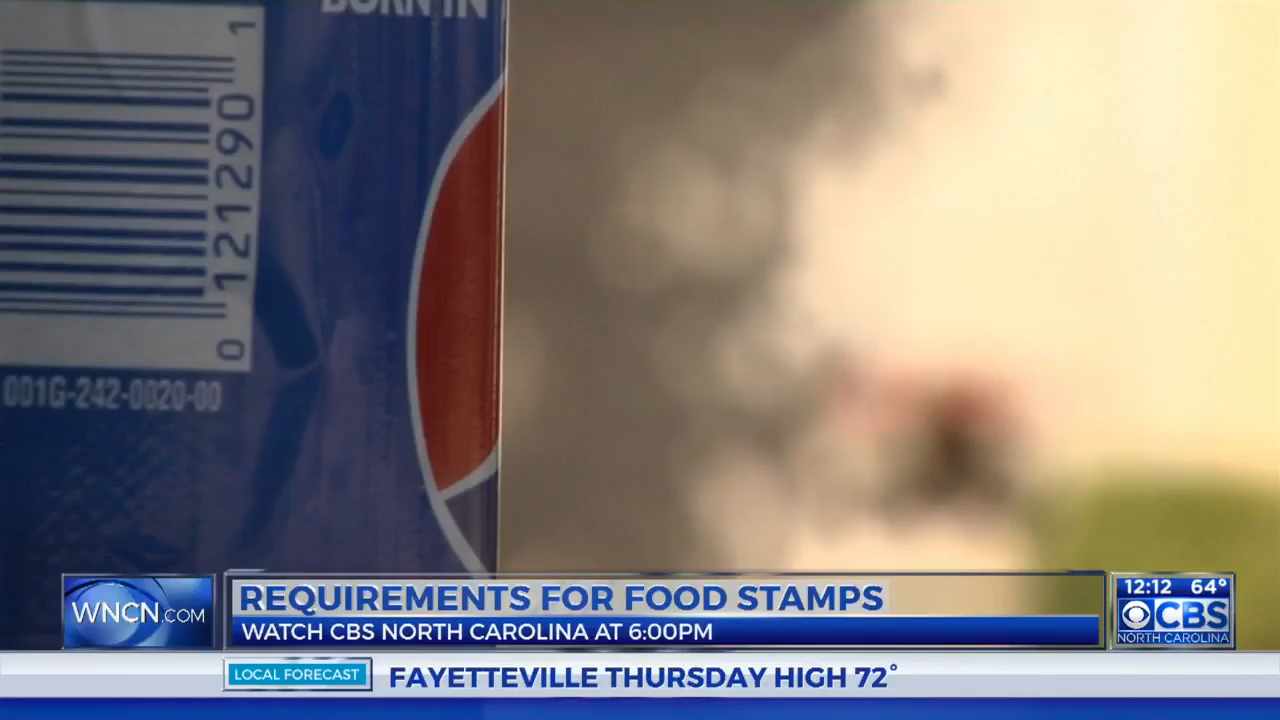 BORN IN
0 121290 1
001G-242-0020-00
WNCN.COM
REQUIREMENTS FOR FOOD STAMPS
WATCH CBS NORTH CAROLINA AT 6:00PM
12:12 64°
CBS
NORTH CAROLINA
LOCAL FORECAST
FAYETTEVILLE THURSDAY HIGH 72°